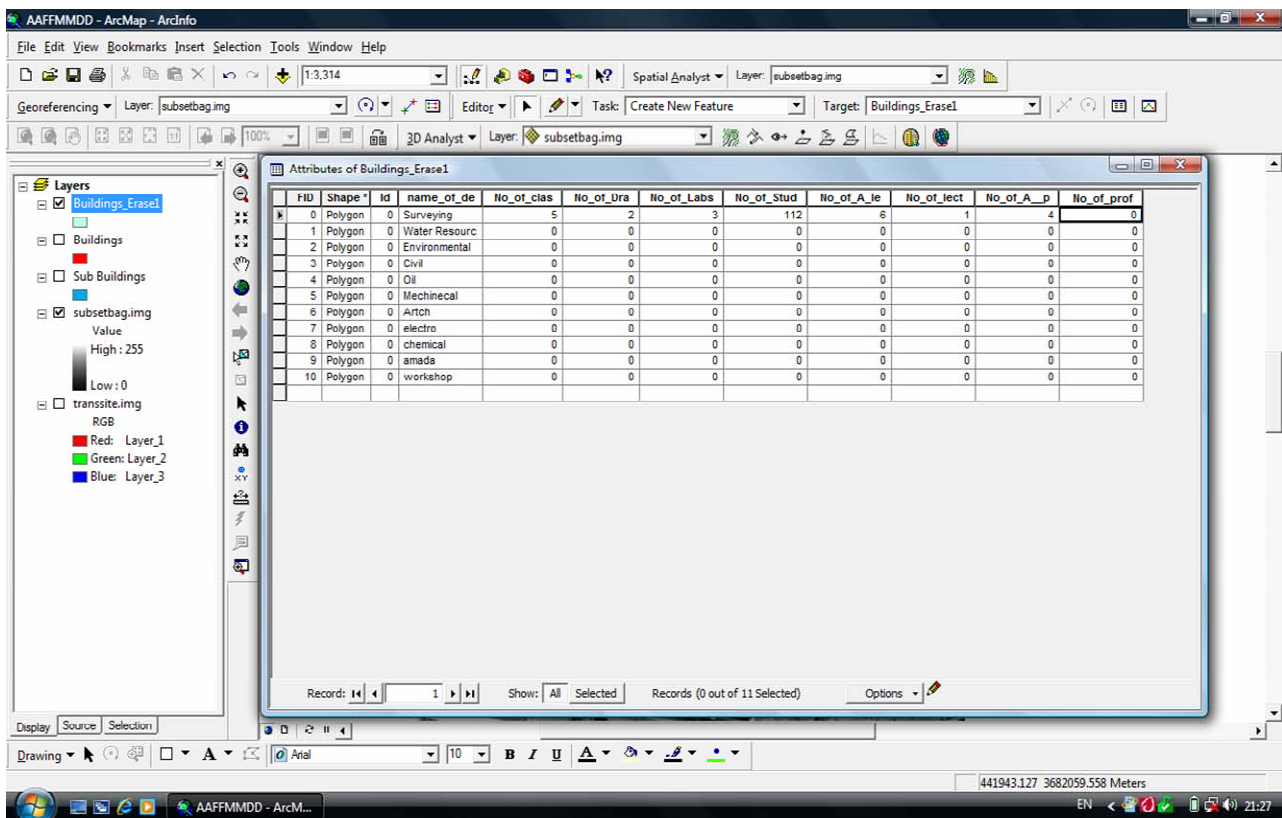 AAFFMMDD - ArcMap - ArcInfo
File Edit View Bookmarks Insert Selection Tools Window Help
1:3,314 Spatial Analyst Layer: subsetbag.img
Georeferencing Layer: subsetbag.img Editor Task: Create New Feature Target: Buildings_Erase1
100% 3D Analyst Layer: subsetbag.img
Layers
Buildings_Erase1
Buildings
Sub Buildings
subsetbag.img
Value
High : 255
Low : 0
transsite.img
RGB
Red: Layer_1
Green: Layer_2
Blue: Layer_3
Attributes of Buildings_Erase1
FID Shape * Id name_of_de No_of_clas No_of_Dra No_of_Labs No_of_Stud No_of_A_le No_of_lect No_of_A__p No_of_prof
0 Polygon 0 Surveying 5 2 3 112 6 1 4 0
1 Polygon 0 Water Resourc 0 0 0 0 0 0 0 0
2 Polygon 0 Environmental 0 0 0 0 0 0 0 0
3 Polygon 0 Civil 0 0 0 0 0 0 0 0
4 Polygon 0 Oil 0 0 0 0 0 0 0 0
5 Polygon 0 Mechinecal 0 0 0 0 0 0 0 0
6 Polygon 0 Artch 0 0 0 0 0 0 0 0
7 Polygon 0 electro 0 0 0 0 0 0 0 0
8 Polygon 0 chemical 0 0 0 0 0 0 0 0
9 Polygon 0 amada 0 0 0 0 0 0 0 0
10 Polygon 0 workshop 0 0 0 0 0 0 0 0
Record: 1 Show: All Selected Records (0 out of 11 Selected) Options
Display Source Selection
Drawing A Arial 10 B I U A
441943.127 3682059.558 Meters
AAFFMMDD - ArcM... EN 21:27